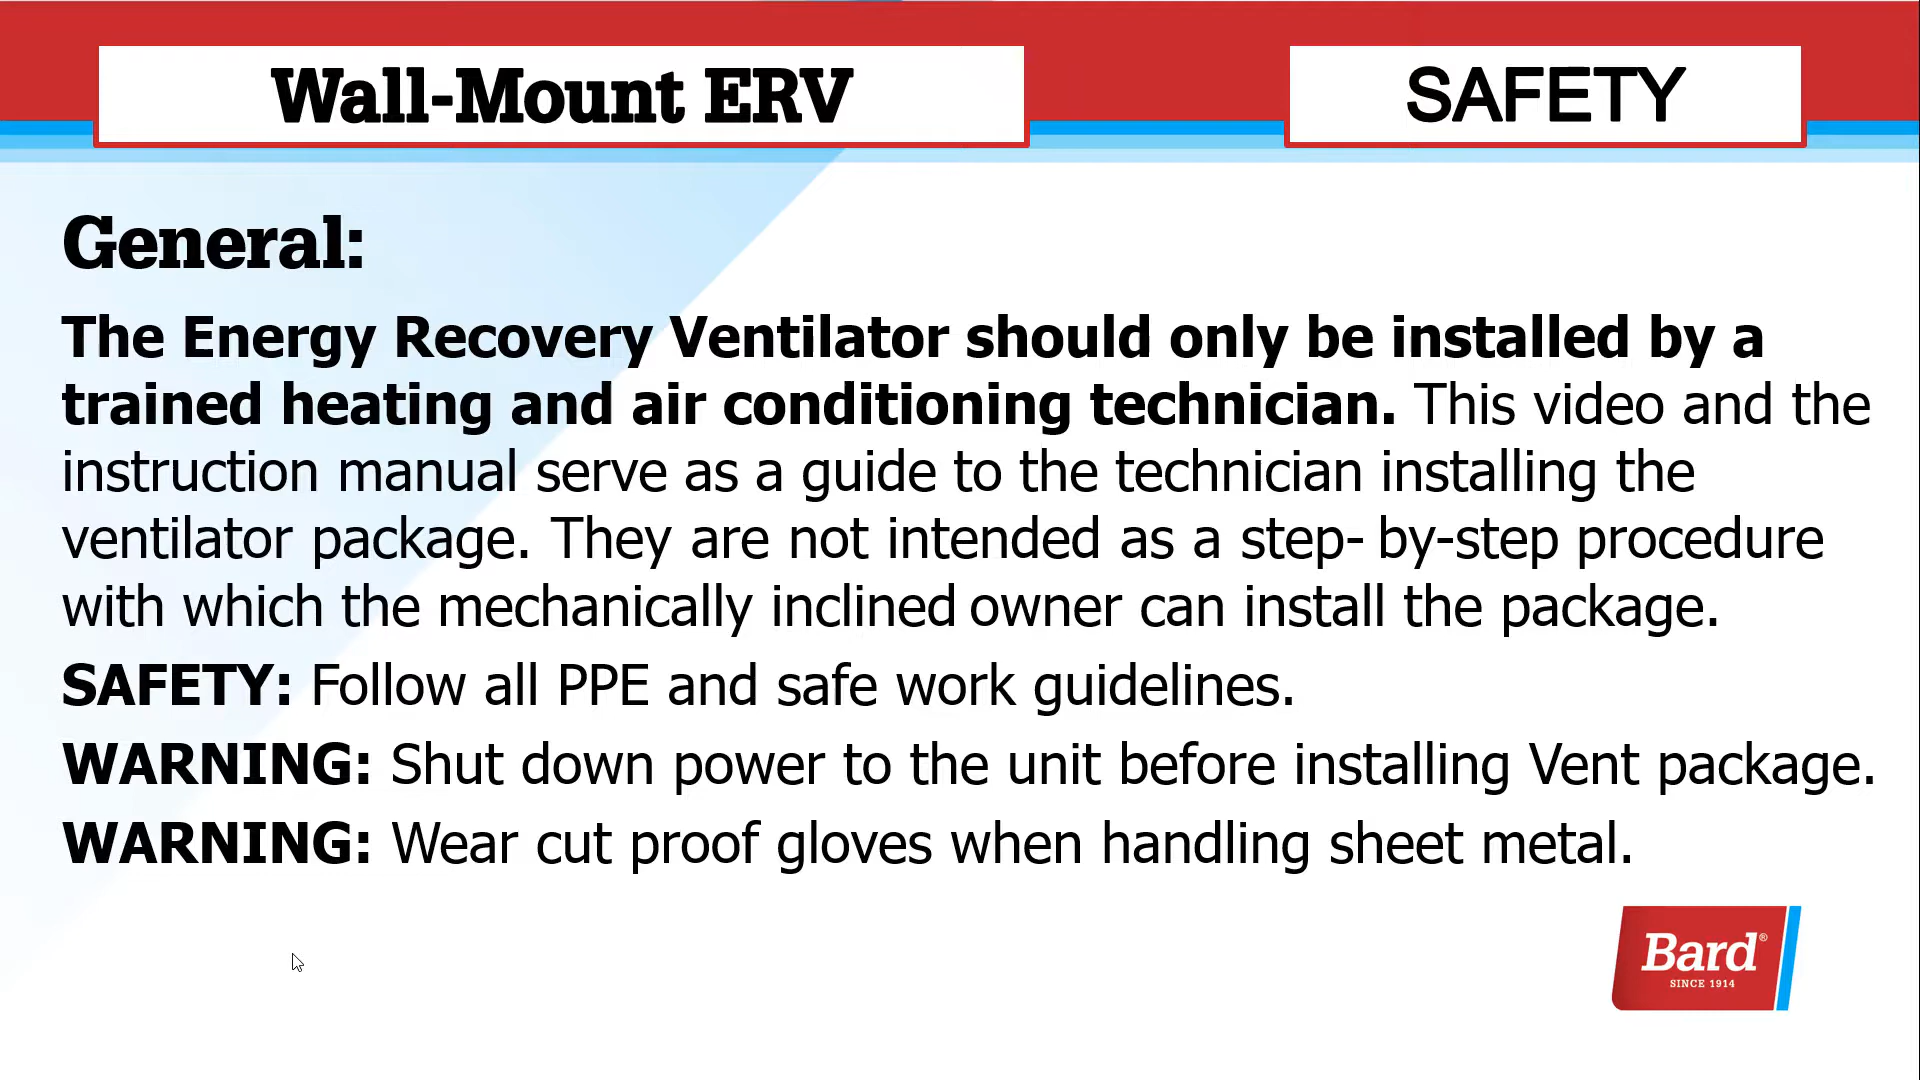 Wall-Mount ERV
SAFETY
General:
The Energy Recovery Ventilator should only be installed by a
trained heating and air conditioning technician. This video and the
instruction manual serve as a guide to the technician installing the
ventilator package. They are not intended as a step- by-step procedure
with which the mechanically inclined owner can install the package.
SAFETY: Follow all PPE and safe work guidelines.
WARNING: Shut down power to the unit before installing Vent package.
WARNING: Wear cut proof gloves when handling sheet metal.
Bard®
SINCE 1914